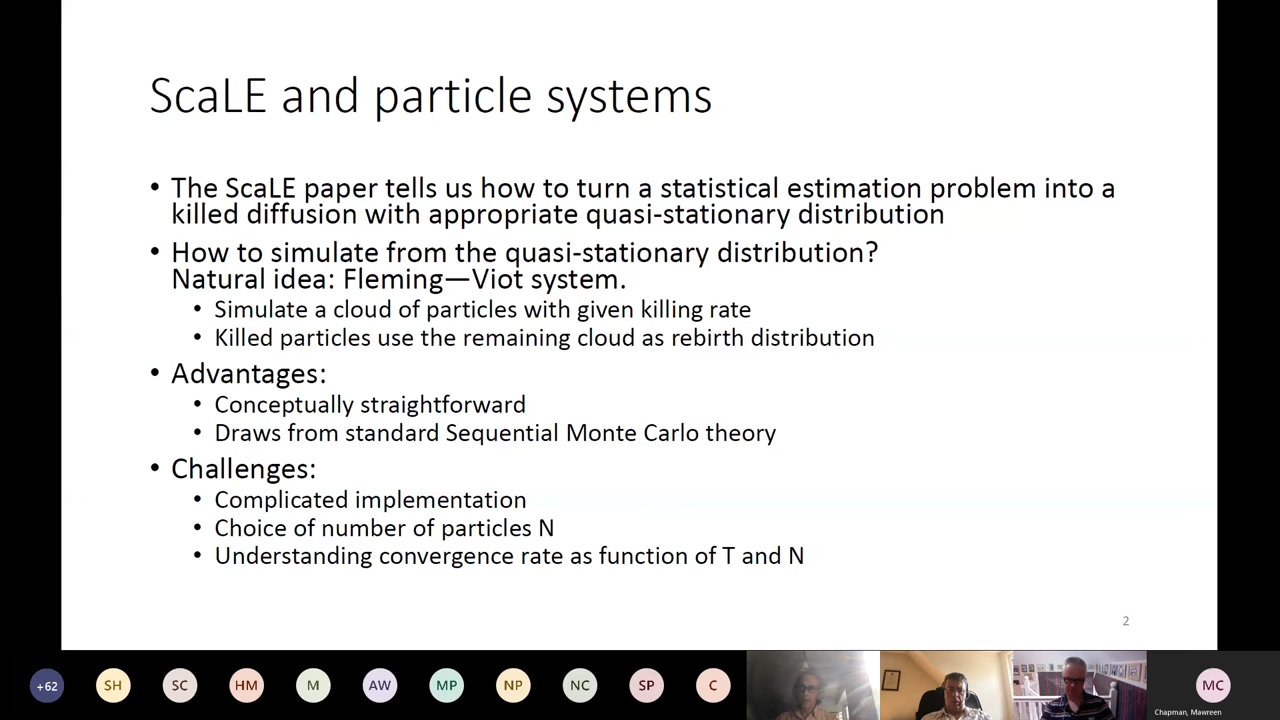 ScaLE and particle systems
• The ScaLE paper tells us how to turn a statistical estimation problem into a
killed diffusion with appropriate quasi-stationary distribution
• How to simulate from the quasi-stationary distribution?
Natural idea: Fleming—Viot system.
• Simulate a cloud of particles with given killing rate
• Killed particles use the remaining cloud as rebirth distribution
• Advantages:
• Conceptually straightforward
• Draws from standard Sequential Monte Carlo theory
• Challenges:
• Complicated implementation
• Choice of number of particles N
• Understanding convergence rate as function of T and N
2
+62 SH SC HM M AW MP NP NC SP C MC
Chapman, Mawreen